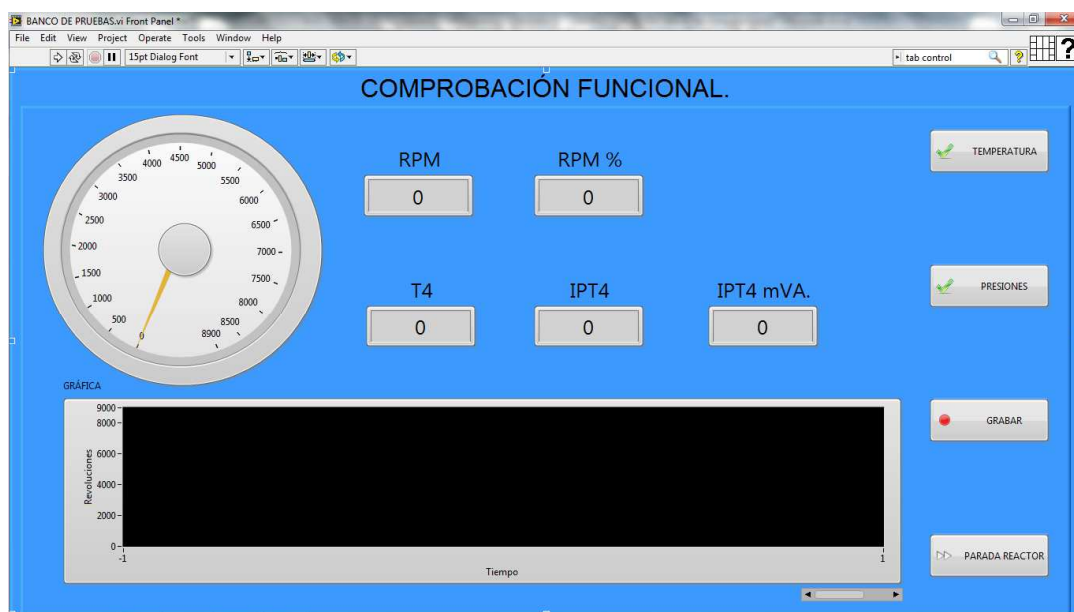 BANCO DE PRUEBAS.vi Front Panel *
File Edit View Project Operate Tools Window Help
15pt Dialog Font
tab control
COMPROBACIÓN FUNCIONAL.
RPM
0
RPM %
0
T4
0
IPT4
0
IPT4 mVA.
0
0
500
1000
1500
2000
2500
3000
3500
4000
4500
5000
5500
6000
6500
7000
7500
8000
8500
8900
TEMPERATURA
PRESIONES
GRABAR
PARADA REACTOR
GRÁFICA
Revoluciones
9000
8000
6000
4000
2000
0
-1
1
Tiempo